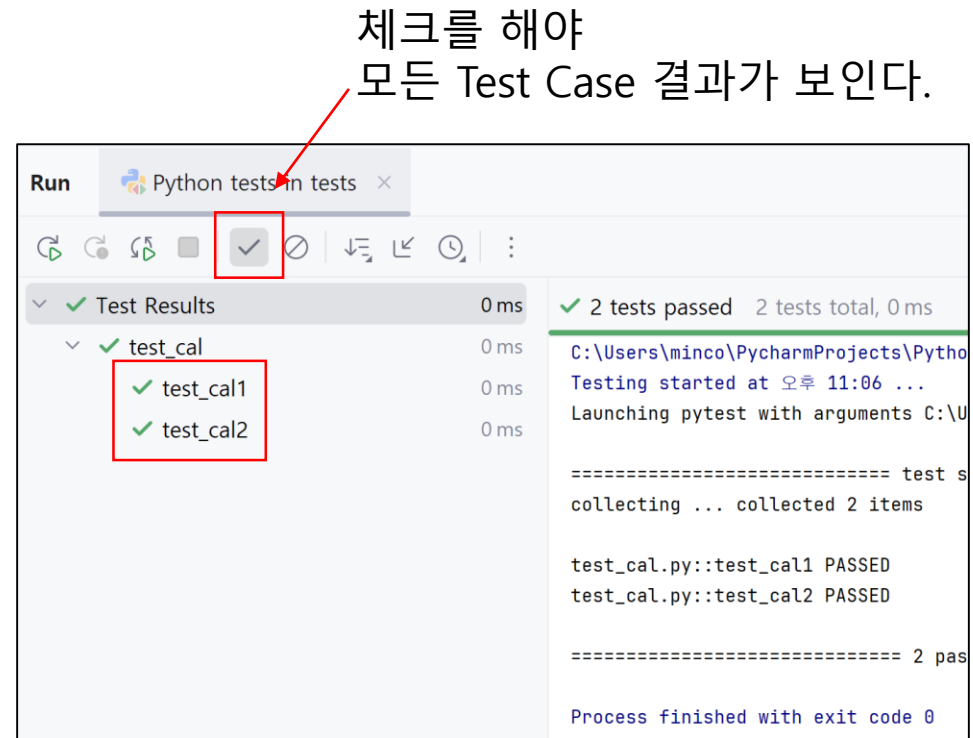 체크를 해야
모든 Test Case 결과가 보인다.
Run Python tests in tests
Test Results 0 ms
test_cal 0 ms
test_cal1 0 ms
test_cal2 0 ms
2 tests passed 2 tests total, 0 ms
C:\Users\minco\PycharmProjects\Pytho
Testing started at 오후 11:06 ...
Launching pytest with arguments C:\U
============================= test s
collecting ... collected 2 items
test_cal.py::test_cal1 PASSED
test_cal.py::test_cal2 PASSED
============================== 2 pas
Process finished with exit code 0